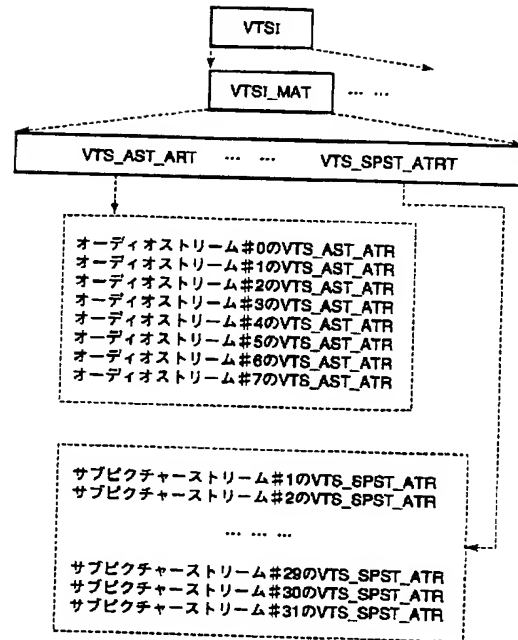 VTSI
VTSI_MAT ... ...
VTS_AST_ART ... ... VTS_SPST_ATRT
オーディオストリーム#0のVTS_AST_ATR
オーディオストリーム#1のVTS_AST_ATR
オーディオストリーム#2のVTS_AST_ATR
オーディオストリーム#3のVTS_AST_ATR
オーディオストリーム#4のVTS_AST_ATR
オーディオストリーム#5のVTS_AST_ATR
オーディオストリーム#6のVTS_AST_ATR
オーディオストリーム#7のVTS_AST_ATR
サブピクチャーストリーム#1のVTS_SPST_ATR
サブピクチャーストリーム#2のVTS_SPST_ATR
... ... ...
サブピクチャーストリーム#29のVTS_SPST_ATR
サブピクチャーストリーム#30のVTS_SPST_ATR
サブピクチャーストリーム#31のVTS_SPST_ATR